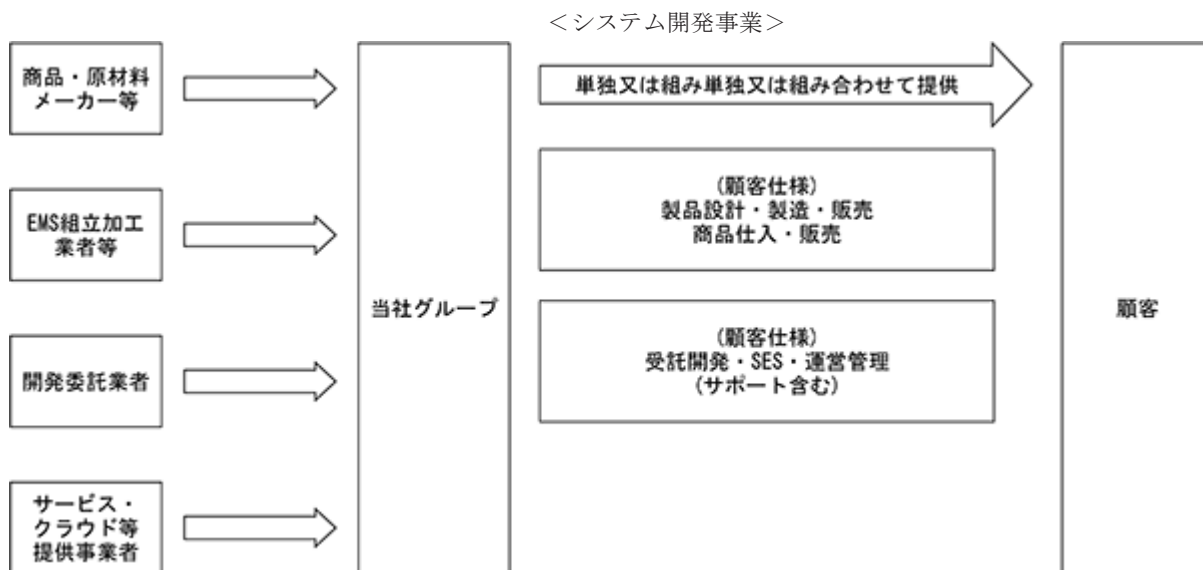 ＜システム開発事業＞
商品・原材料
メーカー等
単独又は組み単独又は組み合わせて提供
(顧客仕様)
製品設計・製造・販売
商品仕入・販売
EMS組立加工
業者等
当社グループ
顧客
(顧客仕様)
受託開発・SES・運営管理
(サポート含む)
開発委託業者
サービス・
クラウド等
提供事業者